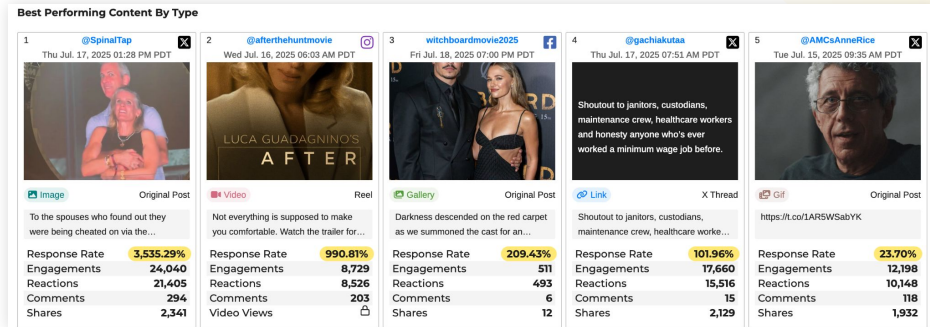 Best Performing Content By Type
1 @SpinalTap
Thu Jul. 17, 2025 01:28 PM PDT
Image Original Post
To the spouses who found out they
were being cheated on via the…
Response Rate 3,535.29%
Engagements 24,040
Reactions 21,405
Comments 294
Shares 2,341
2 @afterthehuntmovie
Wed Jul. 16, 2025 06:03 AM PDT
LUCA GUADAGNINO'S
AFTER
Video Reel
Not everything is supposed to make
you comfortable. Watch the trailer for…
Response Rate 990.81%
Engagements 8,729
Reactions 8,526
Comments 203
Video Views
3 witchboardmovie2025
Fri Jul. 18, 2025 07:00 PM PDT
Gallery Original Post
Darkness descended on the red carpet
as we summoned the cast for an…
Response Rate 209.43%
Engagements 511
Reactions 493
Comments 6
Shares 12
4 @gachiakutaa
Thu Jul. 17, 2025 07:51 AM PDT
Shoutout to janitors, custodians,
maintenance crew, healthcare workers
and honesty anyone who's ever
worked a minimum wage job before.
Link X Thread
Shoutout to janitors, custodians,
maintenance crew, healthcare worke…
Response Rate 101.96%
Engagements 17,660
Reactions 15,516
Comments 15
Shares 2,129
5 @AMCsAnneRice
Tue Jul. 15, 2025 09:35 AM PDT
Gif Original Post
https://t.co/1AR5WSabYK
Response Rate 23.70%
Engagements 12,198
Reactions 10,148
Comments 118
Shares 1,932